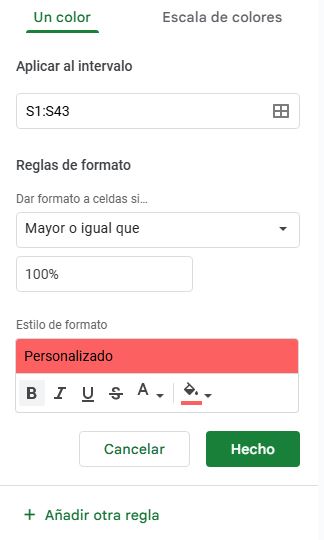 Un color Escala de colores
Aplicar al intervalo
S1:S43
Reglas de formato
Dar formato a celdas si...
Mayor o igual que
100%
Estilo de formato
Personalizado
B I U S A
Cancelar Hecho
+ Añadir otra regla